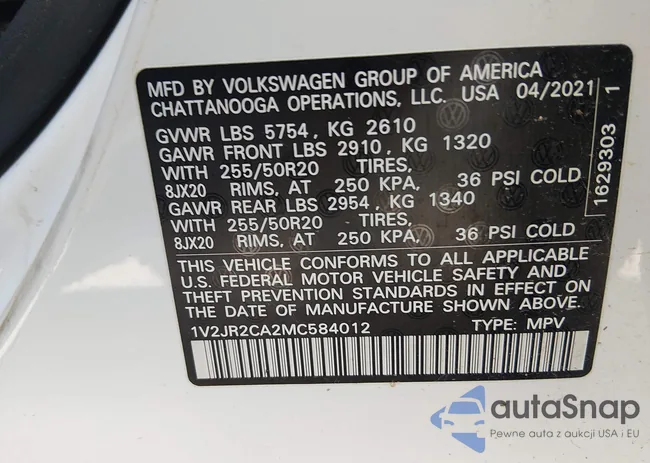 MFD BY VOLKSWAGEN GROUP OF AMERICA
CHATTANOOGA OPERATIONS, LLC. USA 04/2021
GVWR LBS 5754, KG 2610
GAWR FRONT LBS 2910, KG 1320
WITH 255/50R20 TIRES,
8JX20 RIMS, AT 250 KPA, 36 PSI COLD
GAWR REAR LBS 2954, KG 1340
WITH 255/50R20 TIRES,
8JX20 RIMS, AT 250 KPA, 36 PSI COLD
THIS VEHICLE CONFORMS TO ALL APPLICABLE
U.S. FEDERAL MOTOR VEHICLE SAFETY AND
THEFT PREVENTION STANDARDS IN EFFECT ON
THE DATE OF MANUFACTURE SHOWN ABOVE.
1V2JR2CA2MC584012 TYPE: MPV
1629303 1
autaSnap
Pewne auta z aukcji USA i EU